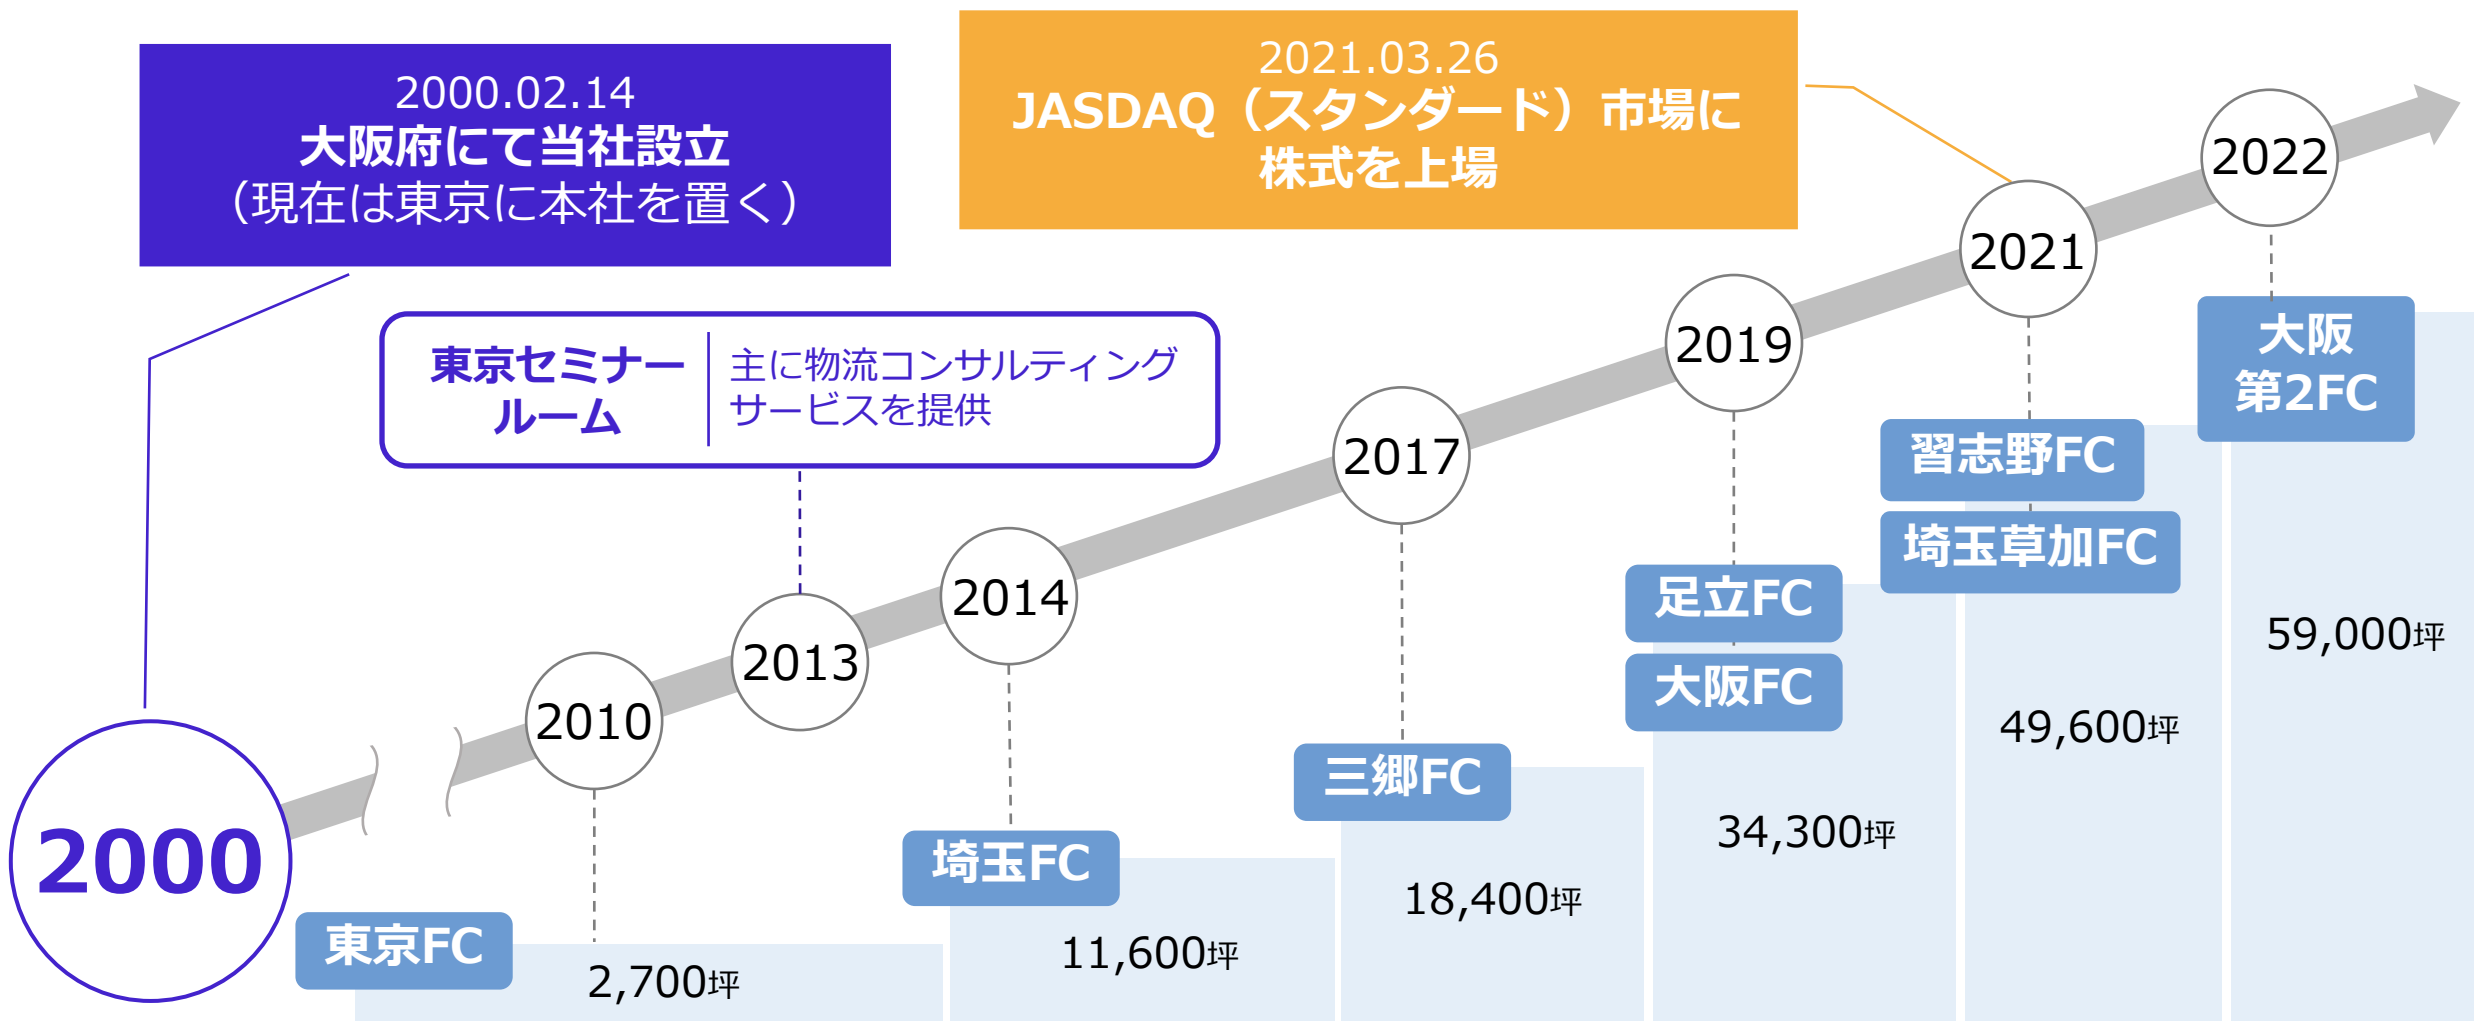 2000.02.14
大阪府にて当社設立
（現在は東京に本社を置く）
2021.03.26
JASDAQ（スタンダード）市場に
株式を上場
東京セミナー
ルーム
主に物流コンサルティング
サービスを提供
2000
2010
2013
2014
2017
2019
2021
2022
東京FC
2,700坪
埼玉FC
11,600坪
三郷FC
18,400坪
足立FC
大阪FC
34,300坪
習志野FC
埼玉草加FC
49,600坪
大阪
第2FC
59,000坪